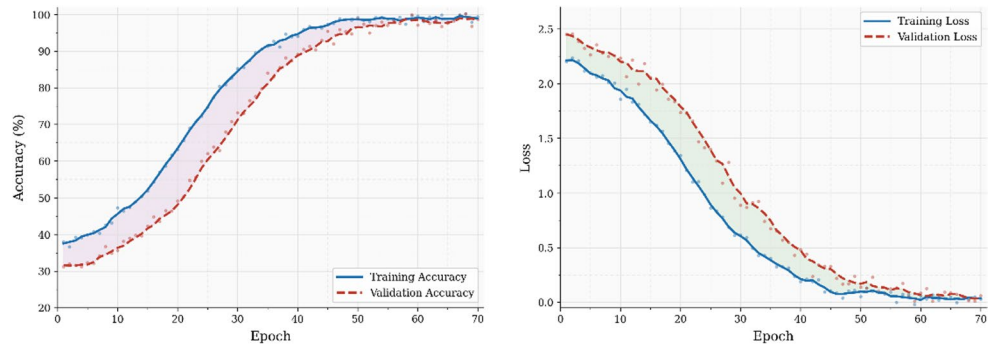 100
90
80
70
60
50
40
30
20
0 10 20 30 40 50 60 70
Accuracy (%)
Epoch
Training Accuracy
Validation Accuracy
2.5
2.0
1.5
1.0
0.5
0.0
0 10 20 30 40 50 60 70
Loss
Epoch
Training Loss
Validation Loss